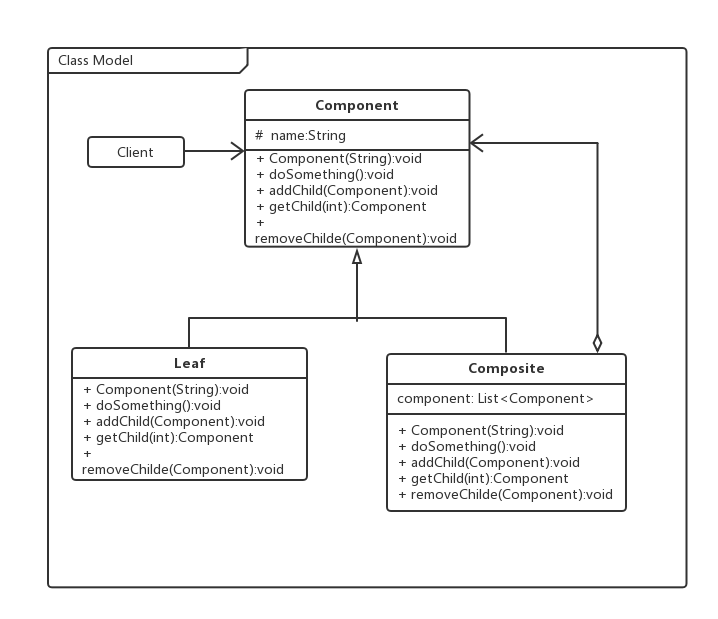 Class Model
Component
# name:String
Client
+ Component(String):void
+ doSomething():void
+ addChild(Component):void
+ getChild(int):Component
+
removeChilde(Component):void
Leaf
+ Component(String):void
+ doSomething():void
+ addChild(Component):void
+ getChild(int):Component
+
removeChilde(Component):void
Composite
component: List<Component>
+ Component(String):void
+ doSomething():void
+ addChild(Component):void
+ getChild(int):Component
+ removeChilde(Component):void